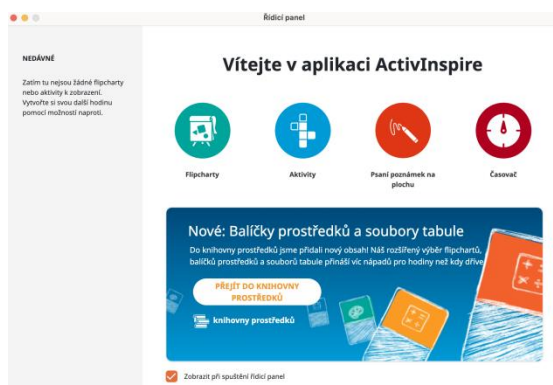 Řídicí panel
NEDÁVNÉ
Zatím tu nejsou žádné flipcharty
nebo aktivity k zobrazení.
Vytvořte si svou další hodinu
pomocí možností naproti.
Vítejte v aplikaci ActivInspire
Flipcharty
Aktivity
Psaní poznámek na
plochu
Časovač
Nové: Balíčky prostředků a soubory tabule
Do knihovny prostředků jsme přidali nový obsah! Náš rozšířený výběr flipchartů,
balíčků prostředků a souborů tabule přináší víc nápadů pro hodiny než kdy dříve
PŘEJÍT DO KNIHOVNY
PROSTŘEDKŮ
knihovny prostředků
Zobrazit při spuštění řídicí panel